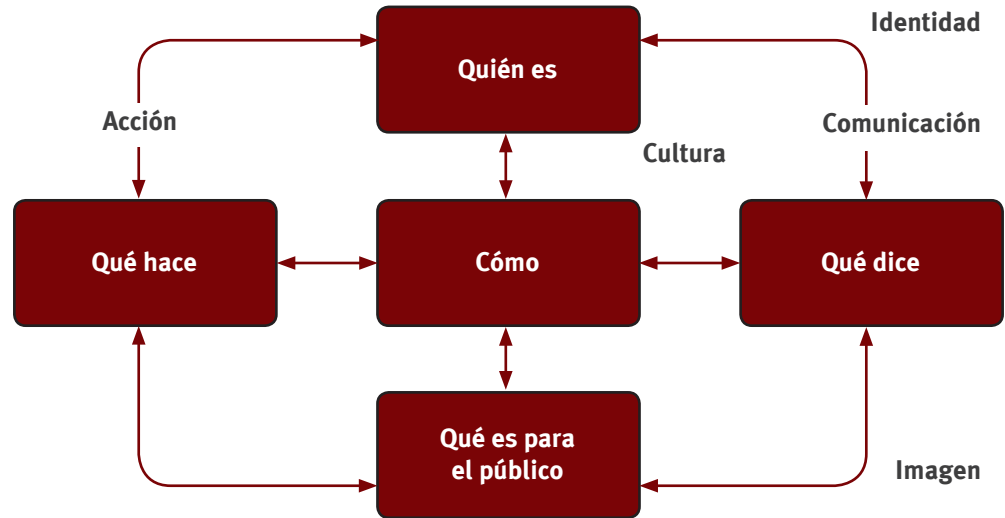 Identidad
Quién es
Acción
Comunicación
Cultura
Qué hace
Cómo
Qué dice
Qué es para
el público
Imagen